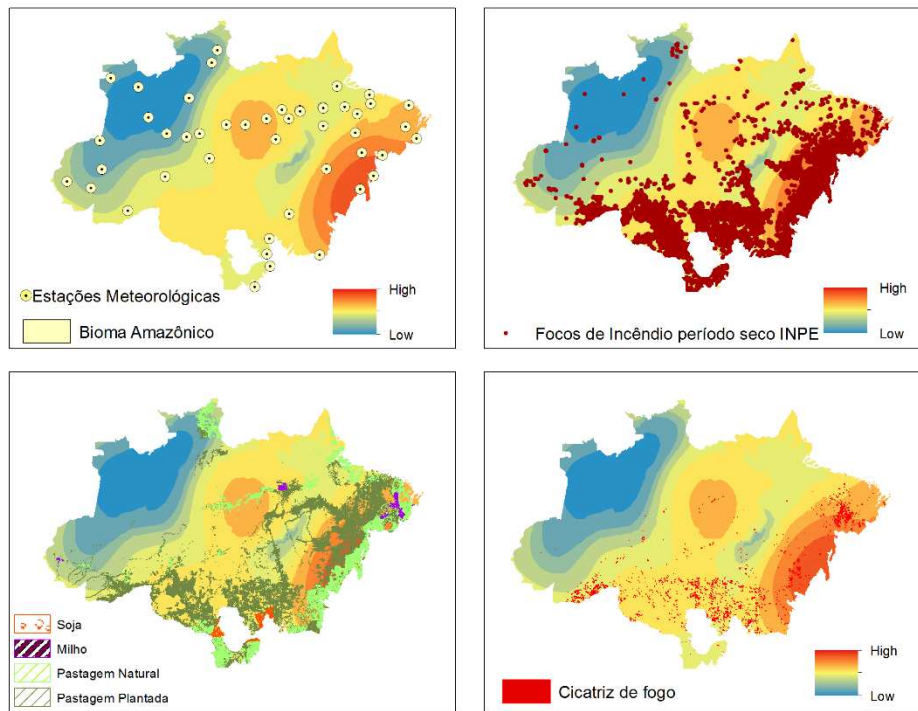 Estações Meteorológicas
Bioma Amazônico
High
Low
Focos de Incêndio período seco INPE
High
Low
Soja
Milho
Pastagem Natural
Pastagem Plantada
Cicatriz de fogo
High
Low